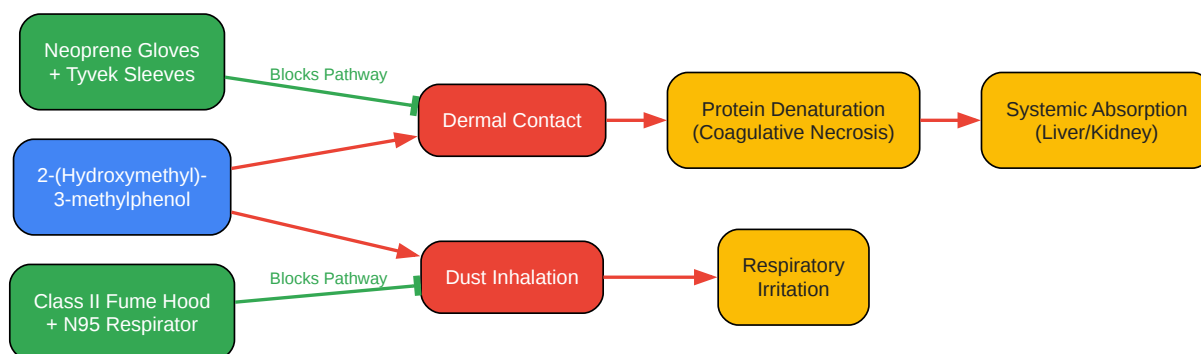 Neoprene Gloves
+ Tyvek Sleeves
Blocks Pathway
Dermal Contact
Protein Denaturation
(Coagulative Necrosis)
Systemic Absorption
(Liver/Kidney)
2-(Hydroxymethyl)-
3-methylphenol
Blocks Pathway
Dust Inhalation
Respiratory
Irritation
Class II Fume Hood
+ N95 Respirator